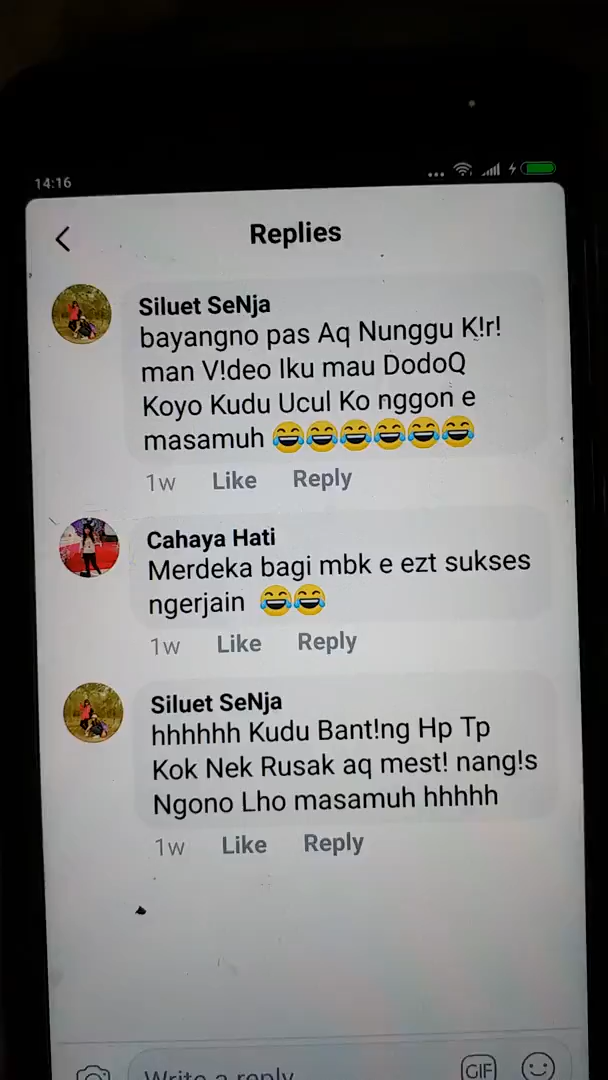 14:16
Replies
Siluet SeNja
bayangno pas Aq Nunggu K!r!
man V!deo Iku mau DodoQ
Koyo Kudu Ucul Ko nggon e
masamuh 😂😂😂😂😂😂
1w Like Reply
Cahaya Hati
Merdeka bagi mbk e ezt sukses
ngerjain 😂😂
1w Like Reply
Siluet SeNja
hhhhhh Kudu Bant!ng Hp Tp
Kok Nek Rusak aq mest! nang!s
Ngono Lho masamuh hhhhh
1w Like Reply
Write a reply
GIF